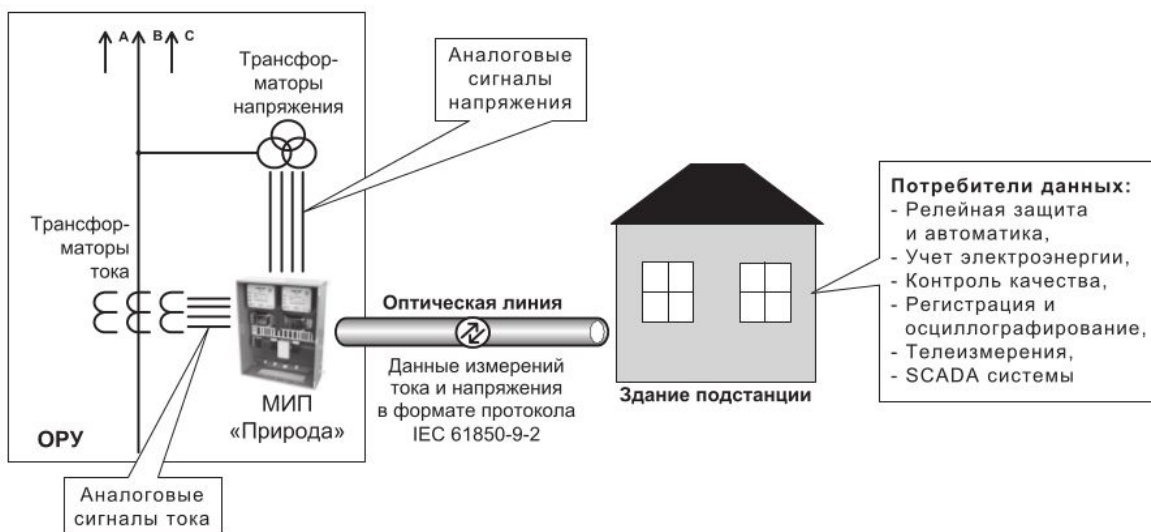 A B C
Трансфор-
маторы
напряжения
Аналоговые
сигналы
напряжения
Трансфор-
маторы
тока
МИП
«Природа»
ОРУ
Аналоговые
сигналы тока
Оптическая линия
Данные измерений
тока и напряжения
в формате протокола
IEC 61850-9-2
Здание подстанции
Потребители данных:
- Релейная защита
и автоматика,
- Учет электроэнергии,
- Контроль качества,
- Регистрация и
осциллографирование,
- Телеизмерения,
- SCADA системы